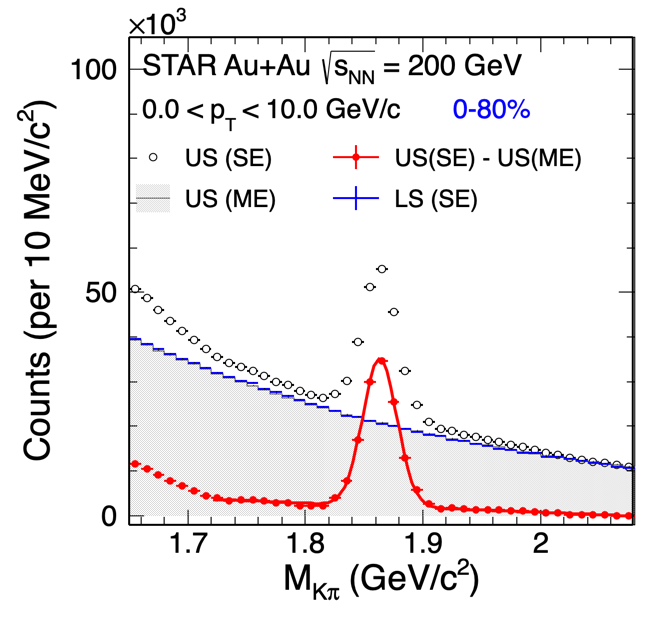 ×10³
100
STAR Au+Au √s_NN = 200 GeV
0.0 < p_T < 10.0 GeV/c 0-80%
US (SE) US(SE) - US(ME)
US (ME) LS (SE)
50
0
Counts (per 10 MeV/c²)
1.7 1.8 1.9 2
M_Kπ (GeV/c²)